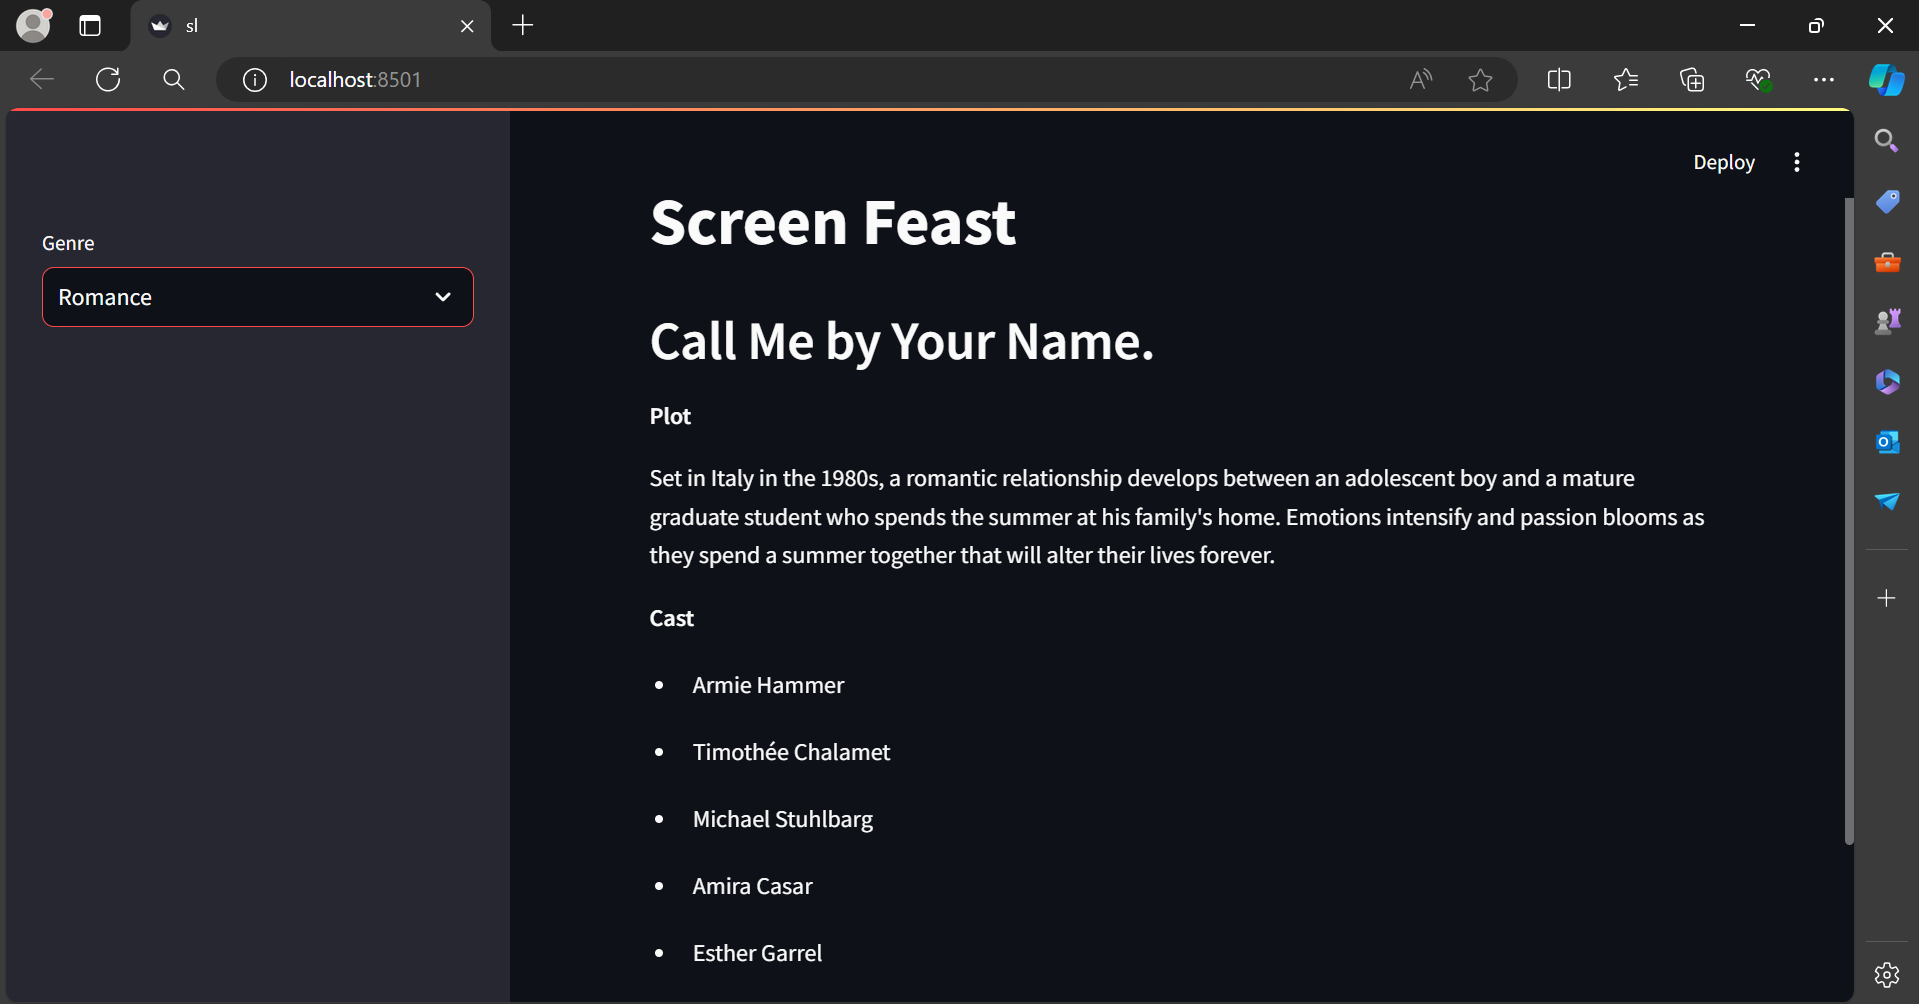 sl
localhost:8501
Deploy
Genre
Romance
Screen Feast
Call Me by Your Name.
Plot
Set in Italy in the 1980s, a romantic relationship develops between an adolescent boy and a mature
graduate student who spends the summer at his family's home. Emotions intensify and passion blooms as
they spend a summer together that will alter their lives forever.
Cast
• Armie Hammer
• Timothée Chalamet
• Michael Stuhlbarg
• Amira Casar
• Esther Garrel